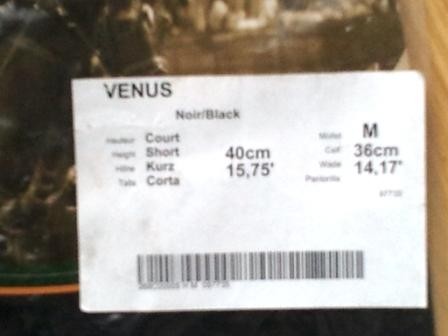 VENUS
Noir/Black
Hauteur Court Mollet M
Height Short 40cm Calf 36cm
Höhe Kurz 15,75' Wade 14,17'
Talla Corta Pantorilla